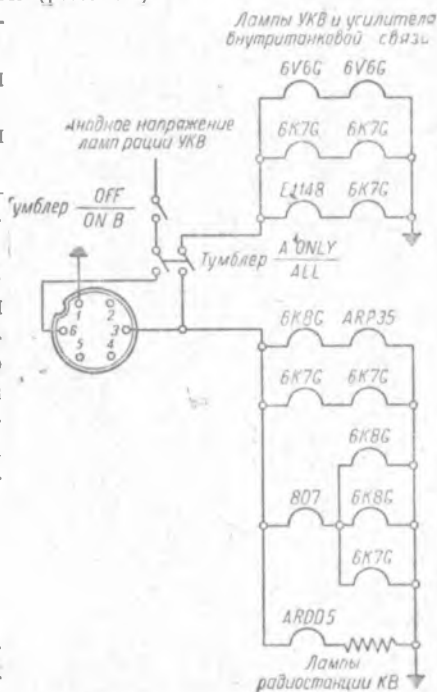 Лампы УКВ и усилителя
внутританковой связи
6V6G 6V6G
Анодное напряжение
ламп рации УКВ
6K7G 6K7G
Тумблер OFF
ON B
E1148 6K7G
Тумблер A ONLY
ALL
1 2
6 3
5 4
6K8G ARP35
6K7G 6K7G
6K8G
807 6K8G
6K7G
ARDD5
Лампы
радиостанции КВ